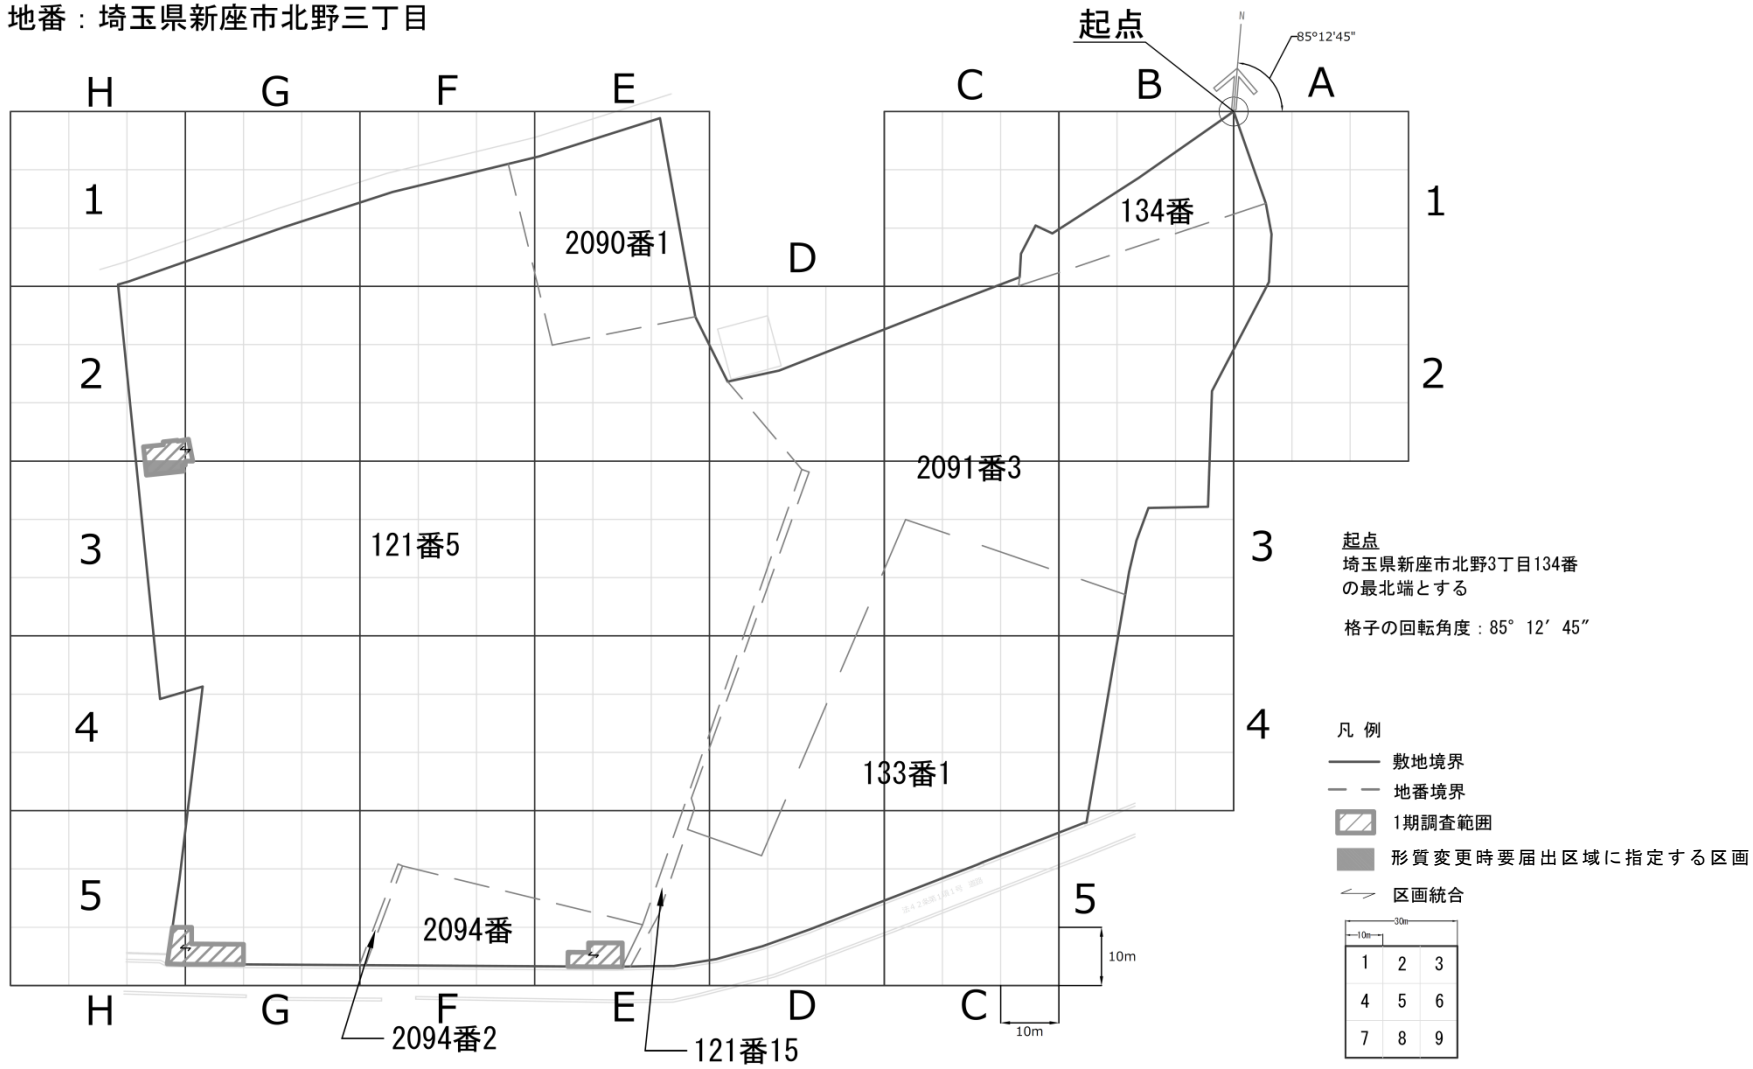 地番：埼玉県新座市北野三丁目
起点
N
85°12'45"
H
G
F
E
C
B
A
1
2090番1
D
134番
1
2
2
2091番3
3
121番5
3
起点
埼玉県新座市北野3丁目134番
の最北端とする
格子の回転角度：85° 12′ 45″
4
133番1
4
凡 例
敷地境界
地番境界
1期調査範囲
形質変更時要届出区域に指定する区画
区画統合
5
2094番
5
10m
30m
10m
1 2 3
4 5 6
7 8 9
H
G
F
E
D
C
10m
2094番2
121番15